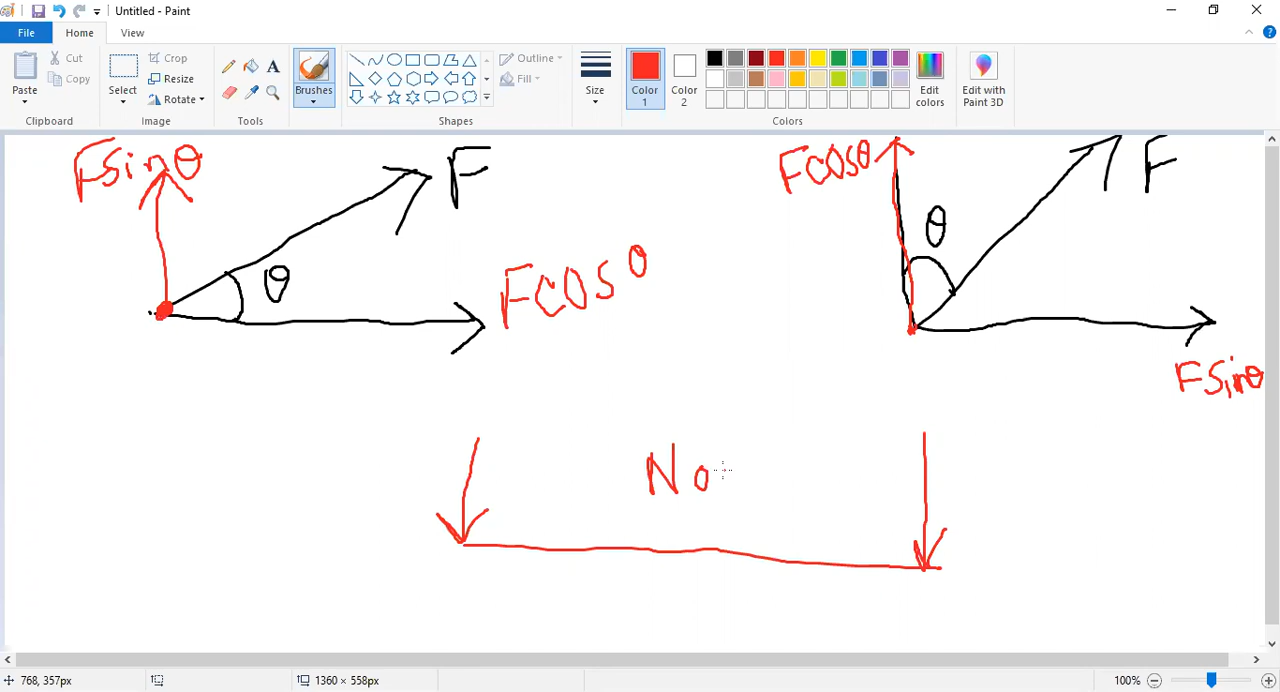 Untitled - Paint
File
Home
View
Paste
Cut
Copy
Clipboard
Select
Crop
Resize
Rotate
Image
Tools
Brushes
Shapes
Outline
Fill
Size
Color 1
Color 2
Edit colors
Edit with Paint 3D
Colors
Fsinθ
F
θ
Fcosθ
Fcosθ
θ
F
Fsinθ
No
768, 357px
1360 × 558px
100%